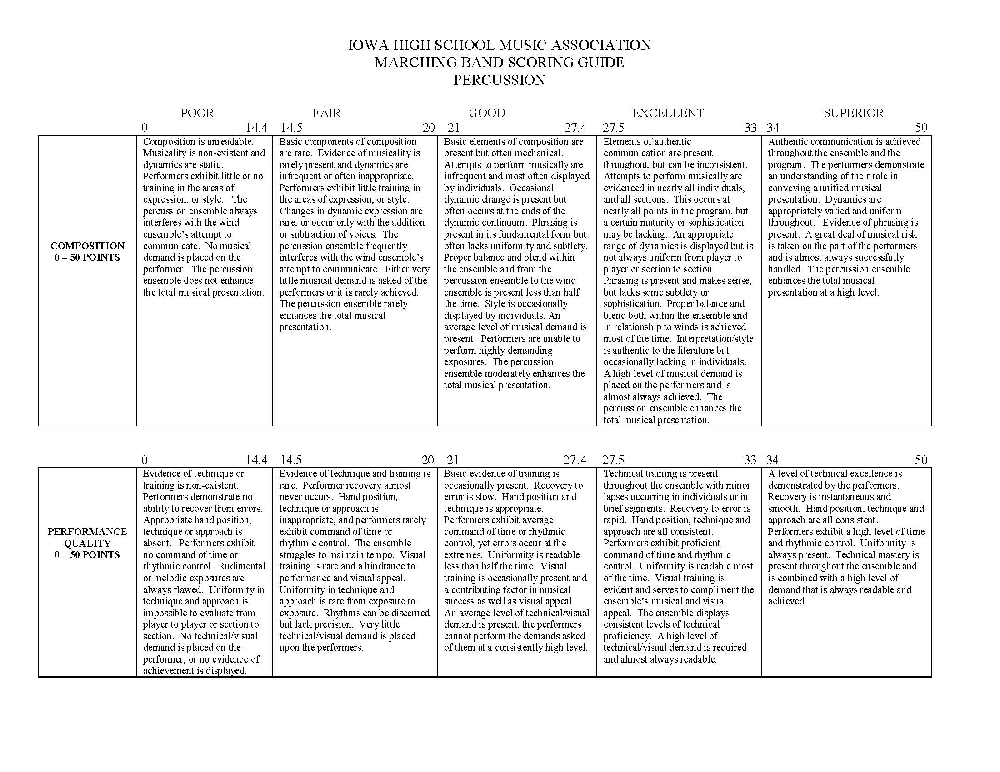 IOWA HIGH SCHOOL MUSIC ASSOCIATION
MARCHING BAND SCORING GUIDE
PERCUSSION
POOR FAIR GOOD EXCELLENT SUPERIOR
0 14.4 14.5 20 21 27.4 27.5 33 34 50
COMPOSITION
0 – 50 POINTS
Composition is unreadable.
Musicality is non-existent and
dynamics are static.
Performers exhibit little or no
training in the areas of
expression, or style. The
percussion ensemble always
interferes with the wind
ensemble’s attempt to
communicate. No musical
demand is placed on the
performer. The percussion
ensemble does not enhance
the total musical presentation.
Basic components of composition
are rare. Evidence of musicality is
rarely present and dynamics are
infrequent or often inappropriate.
Performers exhibit little training in
the areas of expression, or style.
Changes in dynamic expression are
rare, or occur only with the addition
or subtraction of voices. The
percussion ensemble frequently
interferes with the wind ensemble’s
attempt to communicate. Either very
little musical demand is asked of the
performers or it is rarely achieved.
The percussion ensemble rarely
enhances the total musical
presentation.
Basic elements of composition are
present but often mechanical.
Attempts to perform musically are
infrequent and most often displayed
by individuals. Occasional
dynamic change is present but
often occurs at the ends of the
dynamic continuum. Phrasing is
present in its fundamental form but
often lacks uniformity and subtlety.
Proper balance and blend within
the ensemble and from the
percussion ensemble to the wind
ensemble is present less than half
the time. Style is occasionally
displayed by individuals. An
average level of musical demand is
present. Performers are unable to
perform highly demanding
exposures. The percussion
ensemble moderately enhances the
total musical presentation.
Elements of authentic
communication are present
throughout, but can be inconsistent.
Attempts to perform musically are
evidenced in nearly all individuals,
and all sections. This occurs at
nearly all points in the program, but
a certain maturity or sophistication
may be lacking. An appropriate
range of dynamics is displayed but is
not always uniform from player to
player or section to section.
Phrasing is present and makes sense,
but lacks some subtlety or
sophistication. Proper balance and
blend both within the ensemble and
in relationship to winds is achieved
most of the time. Interpretation/style
is authentic to the literature but
occasionally lacking in individuals.
A high level of musical demand is
placed on the performers and is
almost always achieved. The
percussion ensemble enhances the
total musical presentation.
Authentic communication is achieved
throughout the ensemble and the
program. The performers demonstrate
an understanding of their role in
conveying a unified musical
presentation. Dynamics are
appropriately varied and uniform
throughout. Evidence of phrasing is
present. A great deal of musical risk
is taken on the part of the performers
and is almost always successfully
handled. The percussion ensemble
enhances the total musical
presentation at a high level.
0 14.4 14.5 20 21 27.4 27.5 33 34 50
PERFORMANCE
QUALITY
0 – 50 POINTS
Evidence of technique or
training is non-existent.
Performers demonstrate no
ability to recover from errors.
Appropriate hand position,
technique or approach is
absent. Performers exhibit
no command of time or
rhythmic control. Rudimental
or melodic exposures are
always flawed. Uniformity in
technique and approach is
impossible to evaluate from
player to player or section to
section. No technical/visual
demand is placed on the
performer, or no evidence of
achievement is displayed.
Evidence of technique and training is
rare. Performer recovery almost
never occurs. Hand position,
technique or approach is
inappropriate, and performers rarely
exhibit command of time or
rhythmic control. The ensemble
struggles to maintain tempo. Visual
training is rare and a hindrance to
performance and visual appeal.
Uniformity in technique and
approach is rare from exposure to
exposure. Rhythms can be discerned
but lack precision. Very little
technical/visual demand is placed
upon the performers.
Basic evidence of training is
occasionally present. Recovery to
error is slow. Hand position and
technique is appropriate.
Performers exhibit average
command of time or rhythmic
control, yet errors occur at the
extremes. Uniformity is readable
less than half the time. Visual
training is occasionally present and
a contributing factor in musical
success as well as visual appeal.
An average level of technical/visual
demand is present, the performers
cannot perform the demands asked
of them at a consistently high level.
Technical training is present
throughout the ensemble with minor
lapses occurring in individuals or in
brief segments. Recovery to error is
rapid. Hand position, technique and
approach are all consistent.
Performers exhibit proficient
command of time and rhythmic
control. Uniformity is readable most
of the time. Visual training is
evident and serves to compliment the
ensemble’s musical and visual
appeal. The ensemble displays
consistent levels of technical
proficiency. A high level of
technical/visual demand is required
and almost always readable.
A level of technical excellence is
demonstrated by the performers.
Recovery is instantaneous and
smooth. Hand position, technique and
approach are all consistent.
Performers exhibit a high level of time
and rhythmic control. Uniformity is
always present. Technical mastery is
present throughout the ensemble and
is combined with a high level of
demand that is always readable and
achieved.